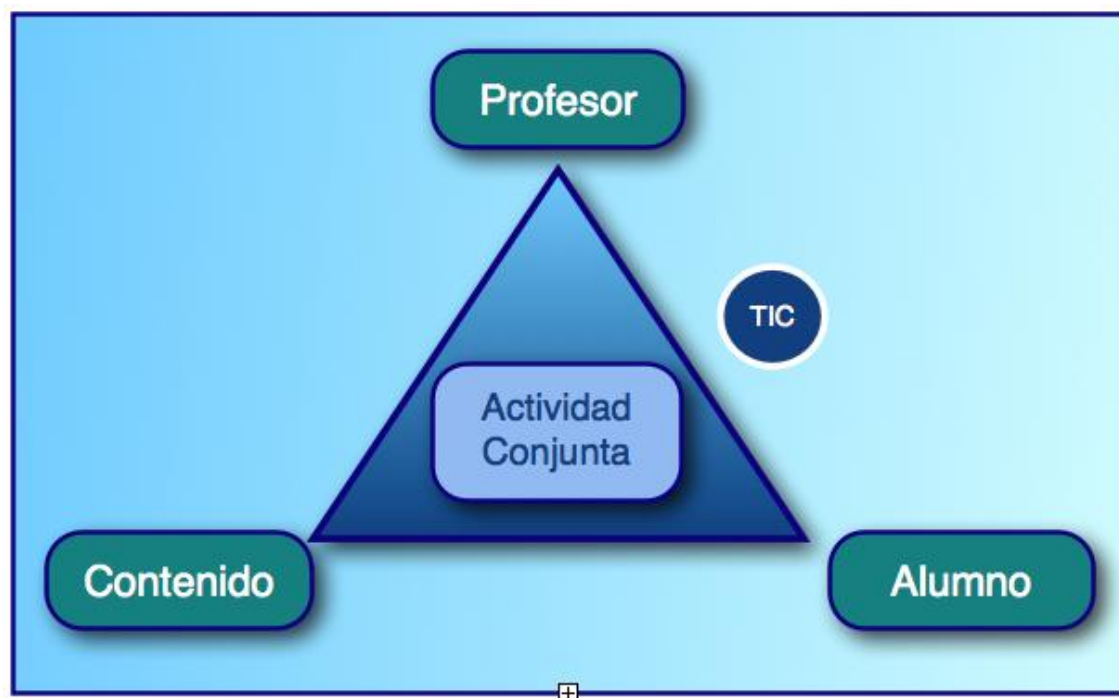 Profesor
TIC
Actividad
Conjunta
Contenido
Alumno